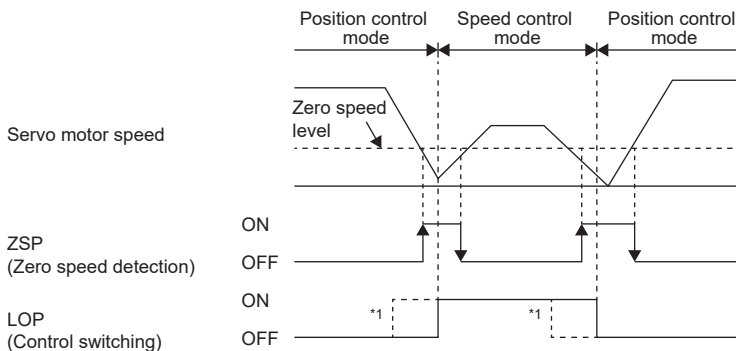 Position control
mode
Speed control
mode
Position control
mode
Zero speed
level
Servo motor speed
ZSP
(Zero speed detection)
ON
OFF
LOP
(Control switching)
ON
OFF
*1
*1